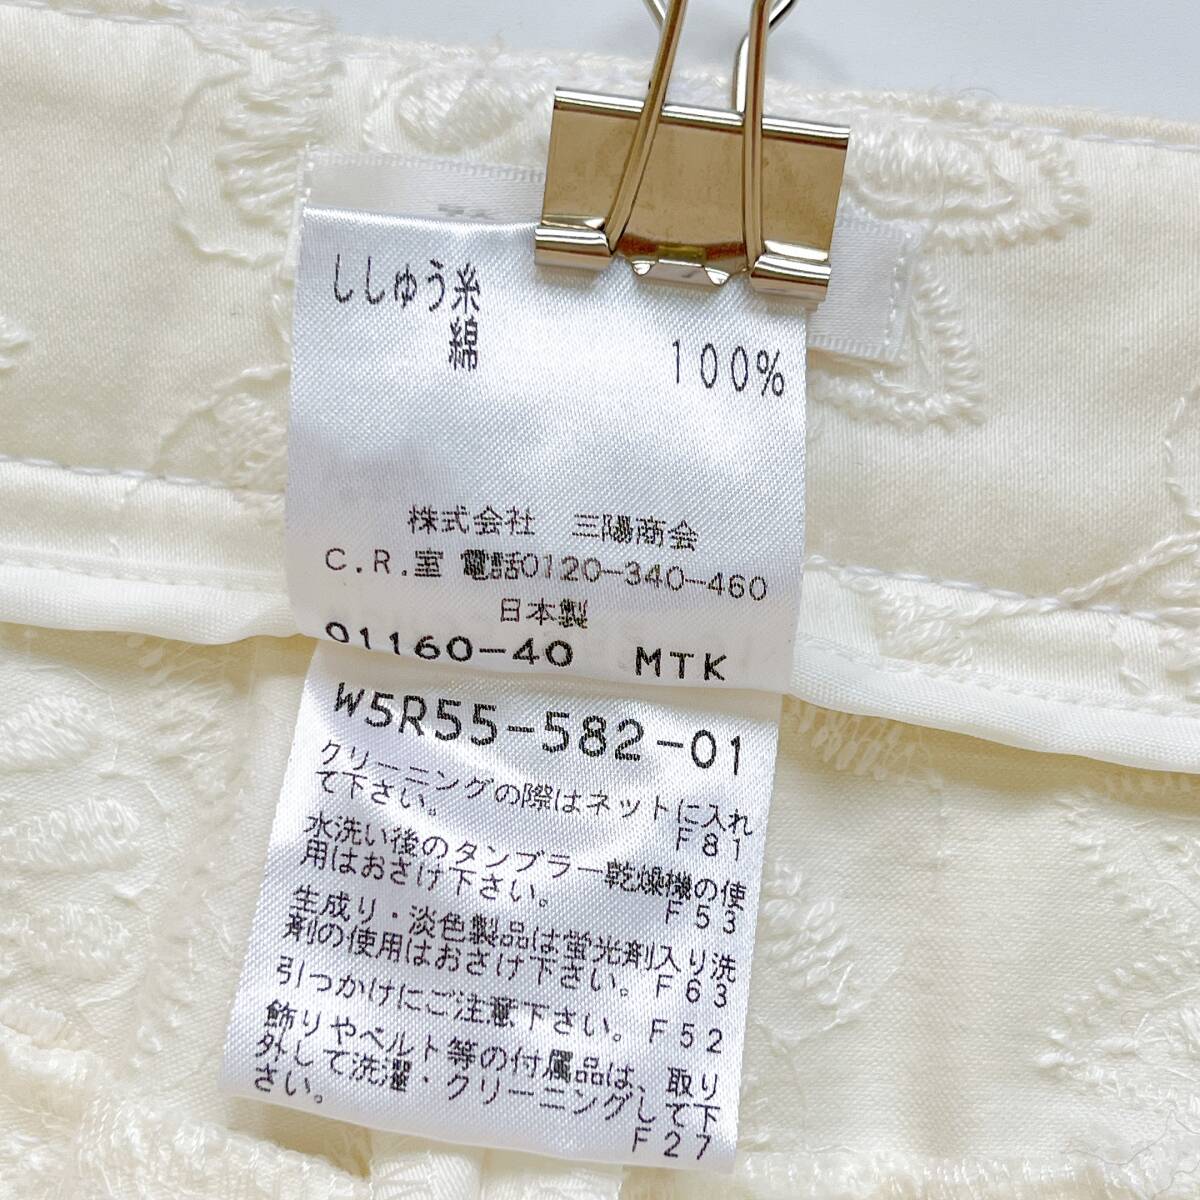 ししゅう糸
綿 100%
株式会社 三陽商会
C.R.室 電話0120-340-460
日本製
01160-40 MTK
W5R55-582-01
クリーニングの際はネットに入れ
て下さい。 F81
水洗い後のタンブラー乾燥機の使
用はおさけ下さい。 F53
生成り・淡色製品は蛍光剤入り洗
剤の使用はおさけ下さい。 F63
引つかけにご注意下さい。 F52
飾りやベルト等の付属品は、取り
外して洗濯・クリーニングして下
さい。 F27